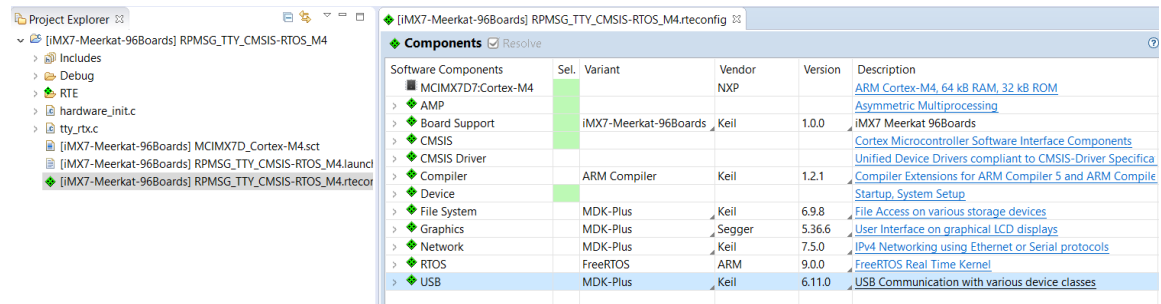 Project Explorer
[iMX7-Meerkat-96Boards] RPMSG_TTY_CMSIS-RTOS_M4
Includes
Debug
RTE
hardware_init.c
tty_rtx.c
[iMX7-Meerkat-96Boards] MCIMX7D_Cortex-M4.sct
[iMX7-Meerkat-96Boards] RPMSG_TTY_CMSIS-RTOS_M4.launch
[iMX7-Meerkat-96Boards] RPMSG_TTY_CMSIS-RTOS_M4.rtecor
[iMX7-Meerkat-96Boards] RPMSG_TTY_CMSIS-RTOS_M4.rteconfig
Components Resolve
Software Components Sel. Variant Vendor Version Description
MCIMX7D7:Cortex-M4 NXP ARM Cortex-M4, 64 kB RAM, 32 kB ROM
AMP Asymmetric Multiprocessing
Board Support iMX7-Meerkat-96Boards Keil 1.0.0 iMX7 Meerkat 96Boards
CMSIS Cortex Microcontroller Software Interface Components
CMSIS Driver Unified Device Drivers compliant to CMSIS-Driver Specifica
Compiler ARM Compiler Keil 1.2.1 Compiler Extensions for ARM Compiler 5 and ARM Compile
Device Startup, System Setup
File System MDK-Plus Keil 6.9.8 File Access on various storage devices
Graphics MDK-Plus Segger 5.36.6 User Interface on graphical LCD displays
Network MDK-Plus Keil 7.5.0 IPv4 Networking using Ethernet or Serial protocols
RTOS FreeRTOS ARM 9.0.0 FreeRTOS Real Time Kernel
USB MDK-Plus Keil 6.11.0 USB Communication with various device classes